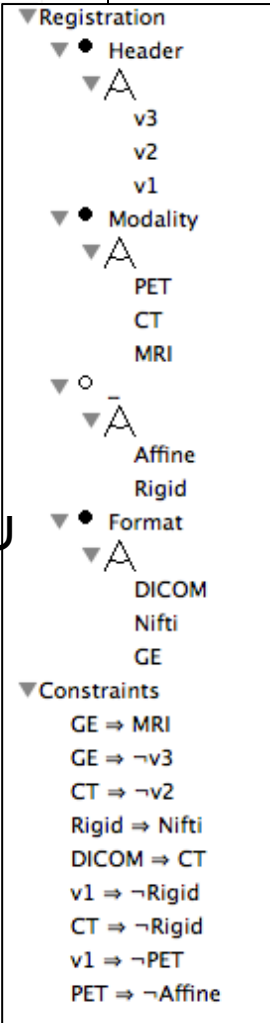 Registration
Header
v3
v2
v1
Modality
PET
CT
MRI
_
Affine
Rigid
Format
DICOM
Nifti
GE
Constraints
GE ⇒ MRI
GE ⇒ ¬v3
CT ⇒ ¬v2
Rigid ⇒ Nifti
DICOM ⇒ CT
v1 ⇒ ¬Rigid
CT ⇒ ¬Rigid
v1 ⇒ ¬PET
PET ⇒ ¬Affine